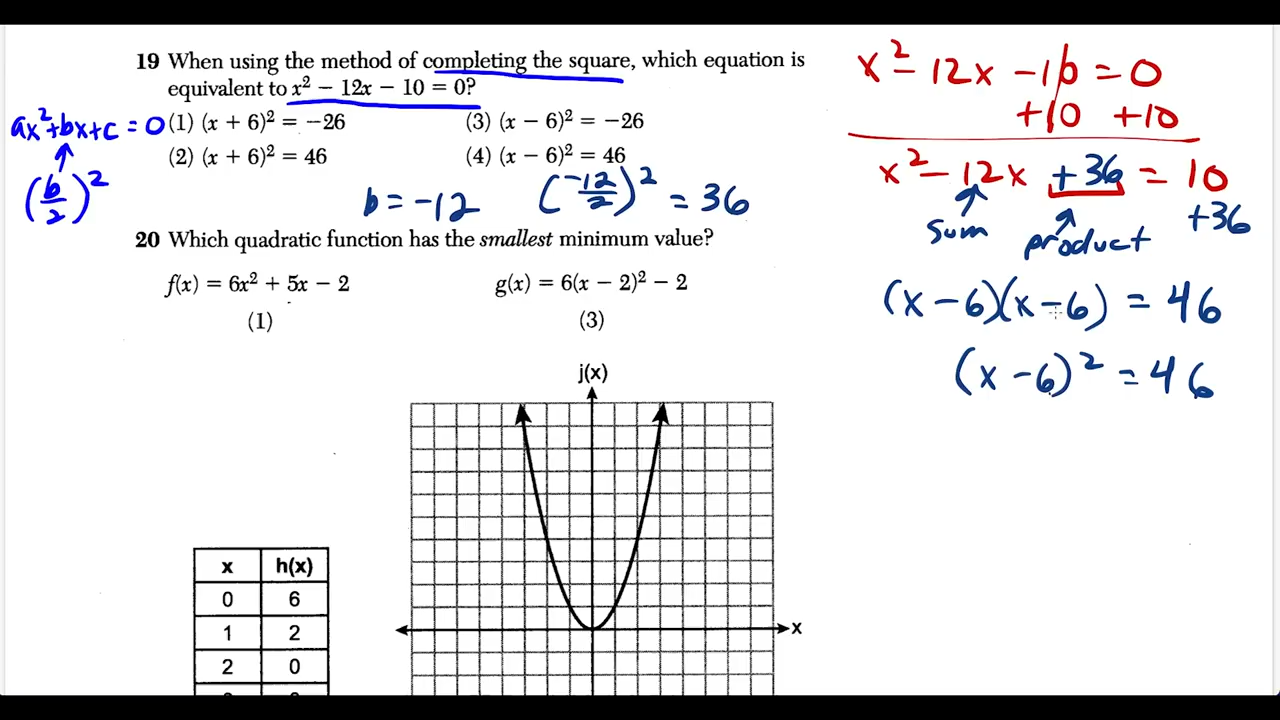 19 When using the method of completing the square, which equation is
equivalent to x² − 12x − 10 = 0?
(1) (x + 6)² = −26
(3) (x − 6)² = −26
(2) (x + 6)² = 46
(4) (x − 6)² = 46
ax²+bx+c=0
(b/2)²
b = −12
(−12/2)² = 36
x² − 12x − 10 = 0
+10 +10
x² − 12x +36 = 10
+36
sum
product
(x − 6)(x − 6) = 46
(x − 6)² = 46
20 Which quadratic function has the smallest minimum value?
f(x) = 6x² + 5x − 2
g(x) = 6(x − 2)² − 2
(1)
(3)
j(x)
x
x h(x)
0 6
1 2
2 0